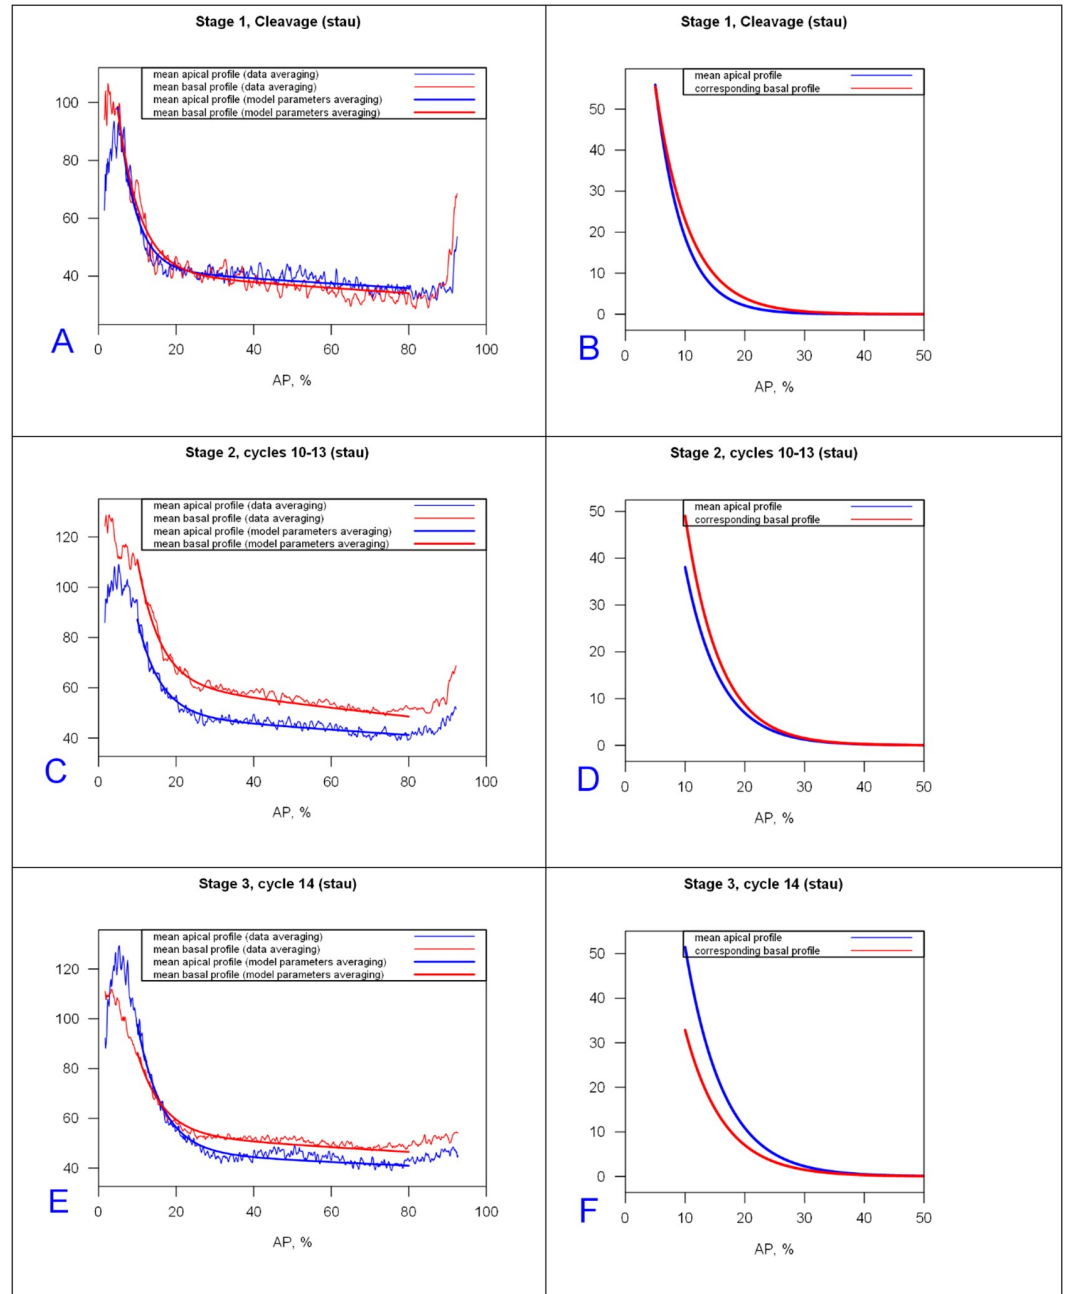 Stage 1, Cleavage (stau)
mean apical profile (data averaging)
mean basal profile (data averaging)
mean apical profile (model parameters averaging)
mean basal profile (model parameters averaging)
100
80
60
40
0 20 40 60 80 100
AP, %
A
Stage 1, Cleavage (stau)
mean apical profile
corresponding basal profile
50
40
30
20
10
0
0 10 20 30 40 50
AP, %
B
Stage 2, cycles 10-13 (stau)
mean apical profile (data averaging)
mean basal profile (data averaging)
mean apical profile (model parameters averaging)
mean basal profile (model parameters averaging)
120
100
80
60
40
0 20 40 60 80 100
AP, %
C
Stage 2, cycles 10-13 (stau)
mean apical profile
corresponding basal profile
50
40
30
20
10
0
0 10 20 30 40 50
AP, %
D
Stage 3, cycle 14 (stau)
mean apical profile (data averaging)
mean basal profile (data averaging)
mean apical profile (model parameters averaging)
mean basal profile (model parameters averaging)
120
100
80
60
40
0 20 40 60 80 100
AP, %
E
Stage 3, cycle 14 (stau)
mean apical profile
corresponding basal profile
50
40
30
20
10
0
0 10 20 30 40 50
AP, %
F